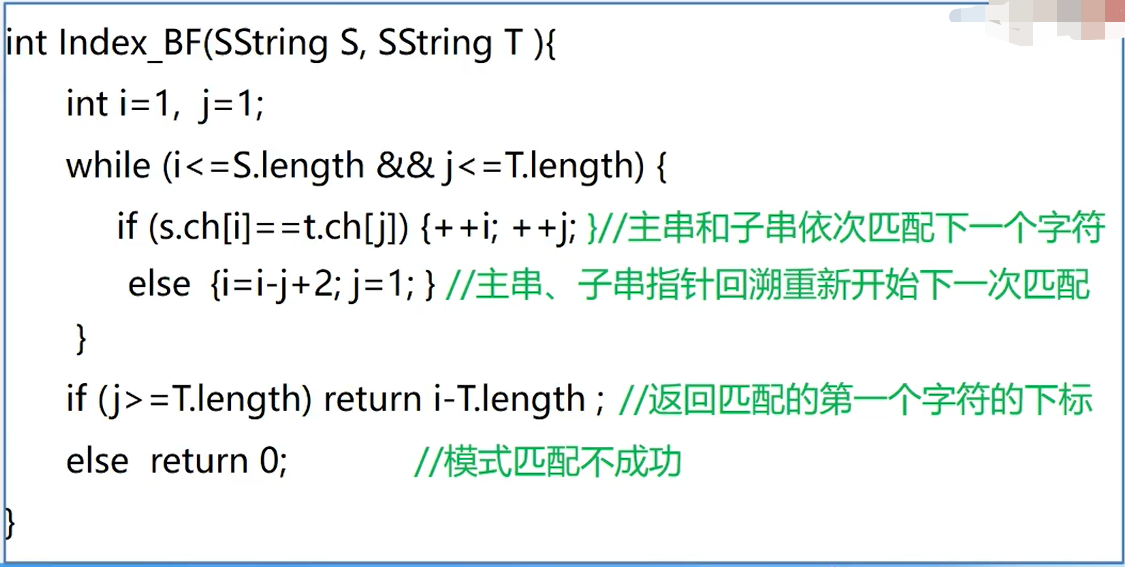 int Index_BF(SString S, SString T ){
int i=1, j=1;
while (i<=S.length && j<=T.length) {
if (s.ch[i]==t.ch[j]) {++i; ++j; }//主串和子串依次匹配下一个字符
else {i=i-j+2; j=1; } //主串、子串指针回溯重新开始下一次匹配
}
if (j>=T.length) return i-T.length ; //返回匹配的第一个字符的下标
else return 0; //模式匹配不成功
}